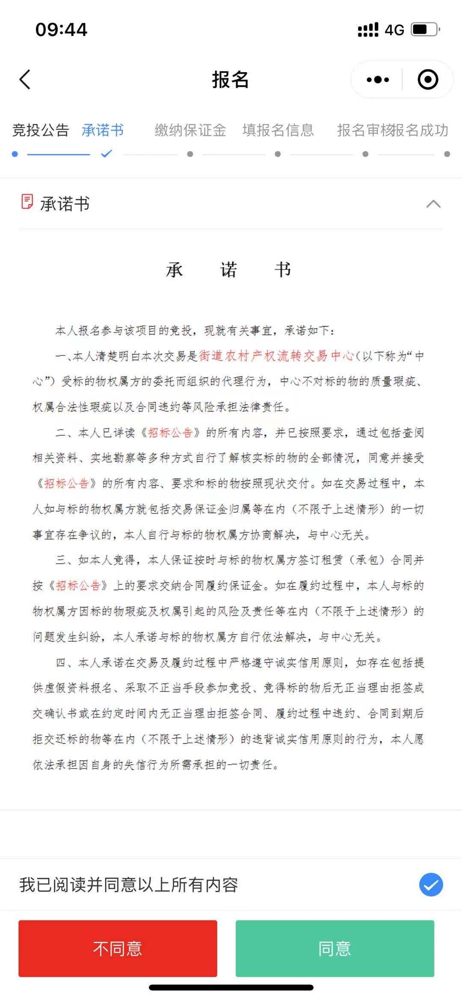 09:44
4G
报名
竞投公告 承诺书 缴纳保证金 填报名信息 报名审核 报名成功
承诺书
承 诺 书
本人报名参与该项目的竞投，现就有关事宜，承诺如下：
一、本人清楚明白本次交易是街道农村产权流转交易中心（以下称为“中
心”）受标的物权属方的委托而组织的代理行为，中心不对标的物的质量瑕疵、
权属合法性瑕疵以及合同违约等风险承担法律责任。
二、本人已详读《招标公告》的所有内容，并已按照要求，通过包括查阅
相关资料、实地勘察等多种方式自行了解核实标的物的全部情况，同意并接受
《招标公告》的所有内容、要求和标的物按照现状交付。如在交易过程中，本
人如与标的物权属方就包括交易保证金归属等在内（不限于上述情形）的一切
事宜存在争议的，本人自行与标的物权属方协商解决，与中心无关。
三、如本人竞得，本人保证按时与标的物权属方签订租赁（承包）合同并
按《招标公告》上的要求交纳合同履约保证金。如在履约过程中，本人与标的
物权属方因标的物瑕疵及权属引起的风险及责任等在内（不限于上述情形）的
问题发生纠纷，本人承诺与标的物权属方自行依法解决，与中心无关。
四、本人承诺在交易及履约过程中严格遵守诚实信用原则，如存在包括提
供虚假资料报名、采取不正当手段参加竞投、竞得标的物后无正当理由拒签成
交确认书或在约定时间内无正当理由拒签合同、履约过程中违约、合同到期后
拒交还标的物等在内（不限于上述情形）的违背诚实信用原则的行为，本人愿
依法承担因自身的失信行为所需承担的一切责任。
我已阅读并同意以上所有内容
不同意
同意